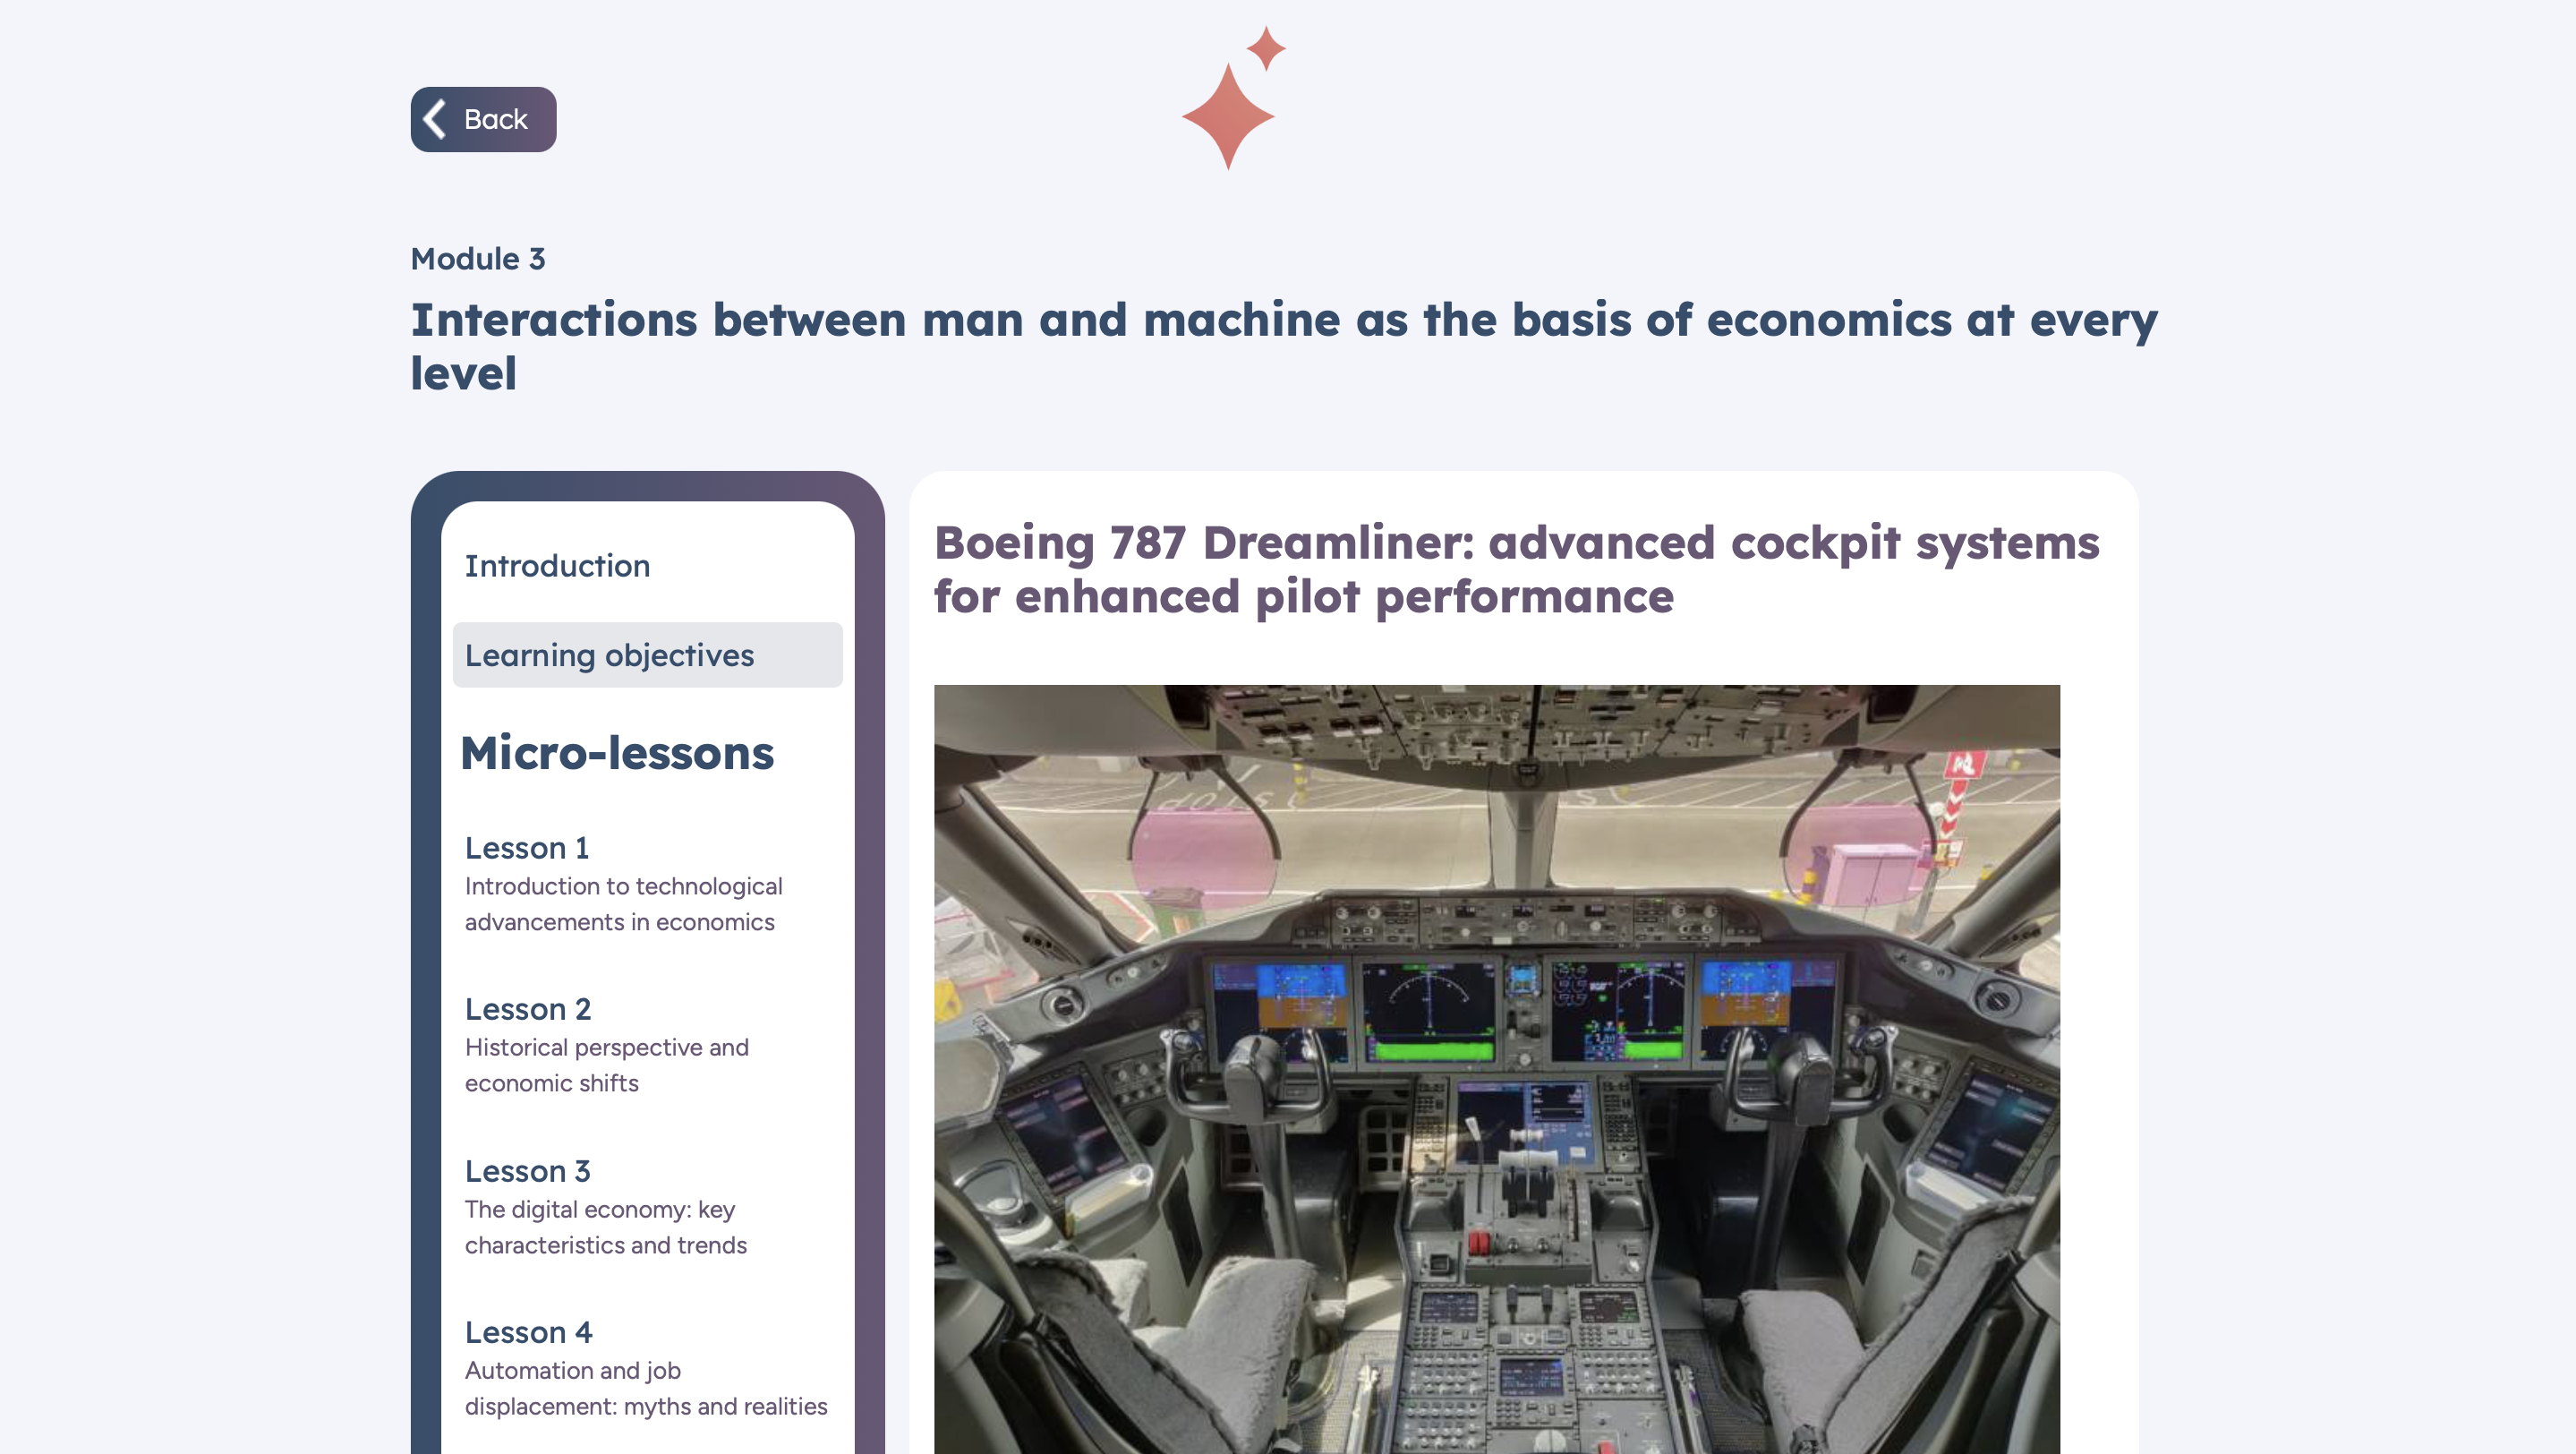 Back
Module 3
Interactions between man and machine as the basis of economics at every
level
Introduction
Learning objectives
Micro-lessons
Lesson 1
Introduction to technological
advancements in economics
Lesson 2
Historical perspective and
economic shifts
Lesson 3
The digital economy: key
characteristics and trends
Lesson 4
Automation and job
displacement: myths and realities
Boeing 787 Dreamliner: advanced cockpit systems
for enhanced pilot performance
STOP